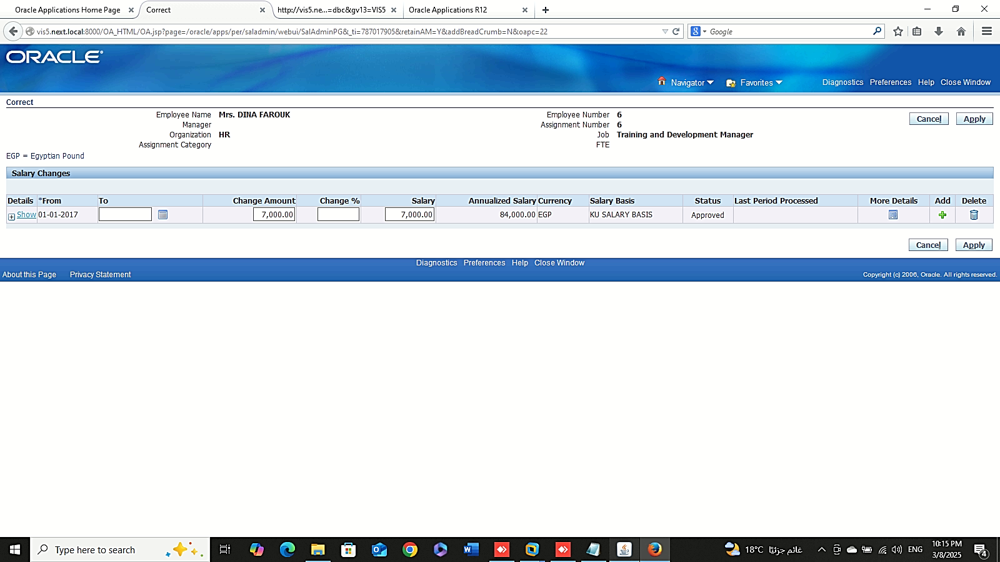 Oracle Applications Home Page
Correct
http://vis5.ne...=dbc&gv13=VIS5
Oracle Applications R12
vis5.next.local:8000/OA_HTML/OA.jsp?page=/oracle/apps/per/saladmin/webui/SalAdminPG&_ti=787017905&retainAM=Y&addBreadCrumb=N&oapc=22
Google
ORACLE
Navigator Favorites Diagnostics Preferences Help Close Window
Correct
Employee Name Mrs. DINA FAROUK Employee Number 6
Cancel Apply
Manager Assignment Number 6
Organization HR Job Training and Development Manager
Assignment Category FTE
EGP = Egyptian Pound
Salary Changes
Details *From To Change Amount Change % Salary Annualized Salary Currency Salary Basis Status Last Period Processed More Details Add Delete
Show 01-01-2017 7,000.00 7,000.00 84,000.00 EGP KU SALARY BASIS Approved
Cancel Apply
Diagnostics Preferences Help Close Window
About this Page Privacy Statement Copyright (c) 2006, Oracle. All rights reserved.
Type here to search
18°C غائم جزئيًا
ENG
10:15 PM
3/8/2025
4